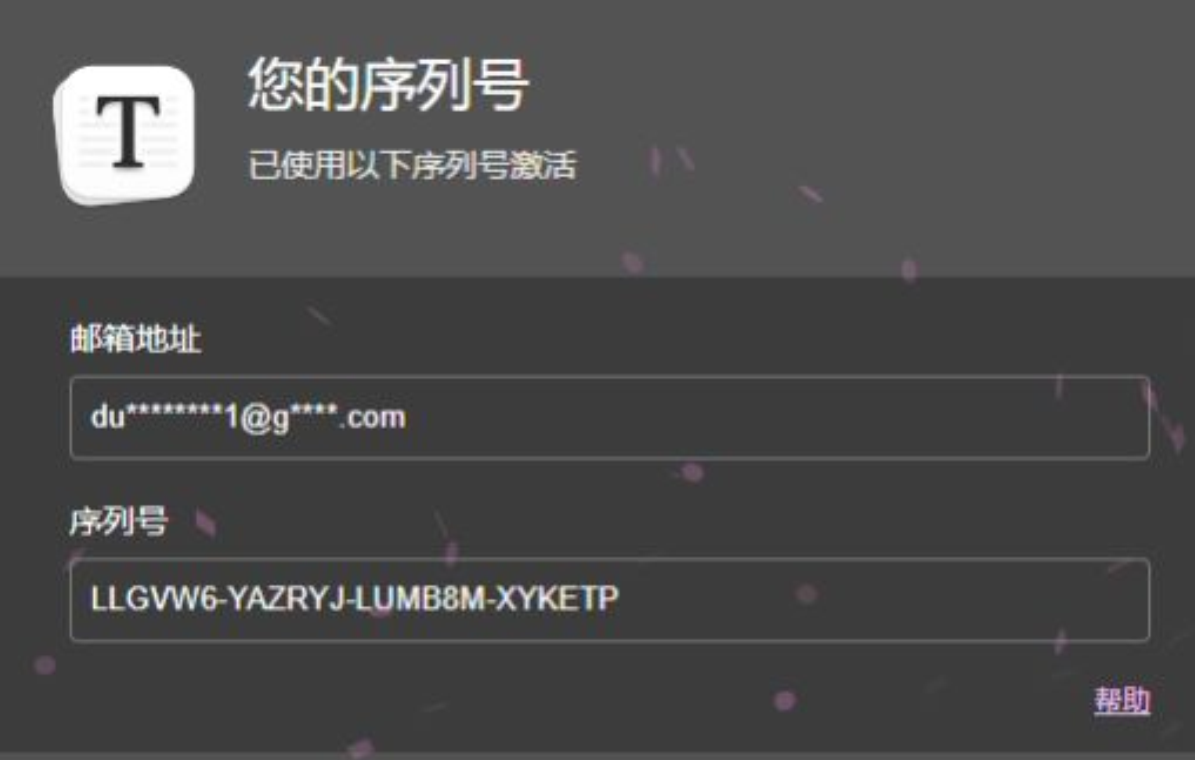 T
您的序列号
已使用以下序列号激活
邮箱地址
du********1@g****.com
序列号
LLGVW6-YAZRYJ-LUMB8M-XYKETP
帮助